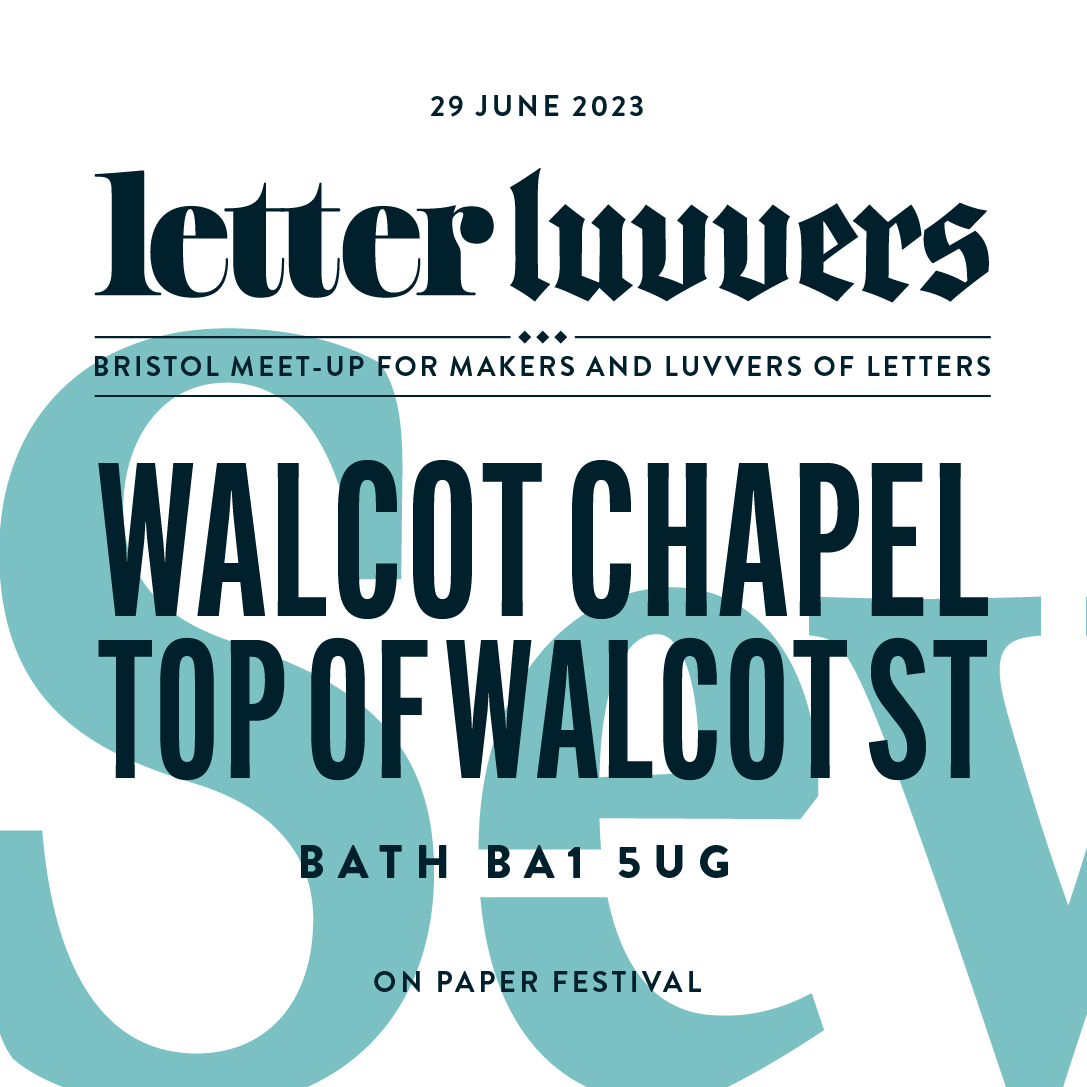 29 JUNE 2023
letter luvvers
BRISTOL MEET-UP FOR MAKERS AND LUVVERS OF LETTERS
WALCOT CHAPEL
TOP OF WALCOT ST
BATH BA1 5UG
ON PAPER FESTIVAL
Sev